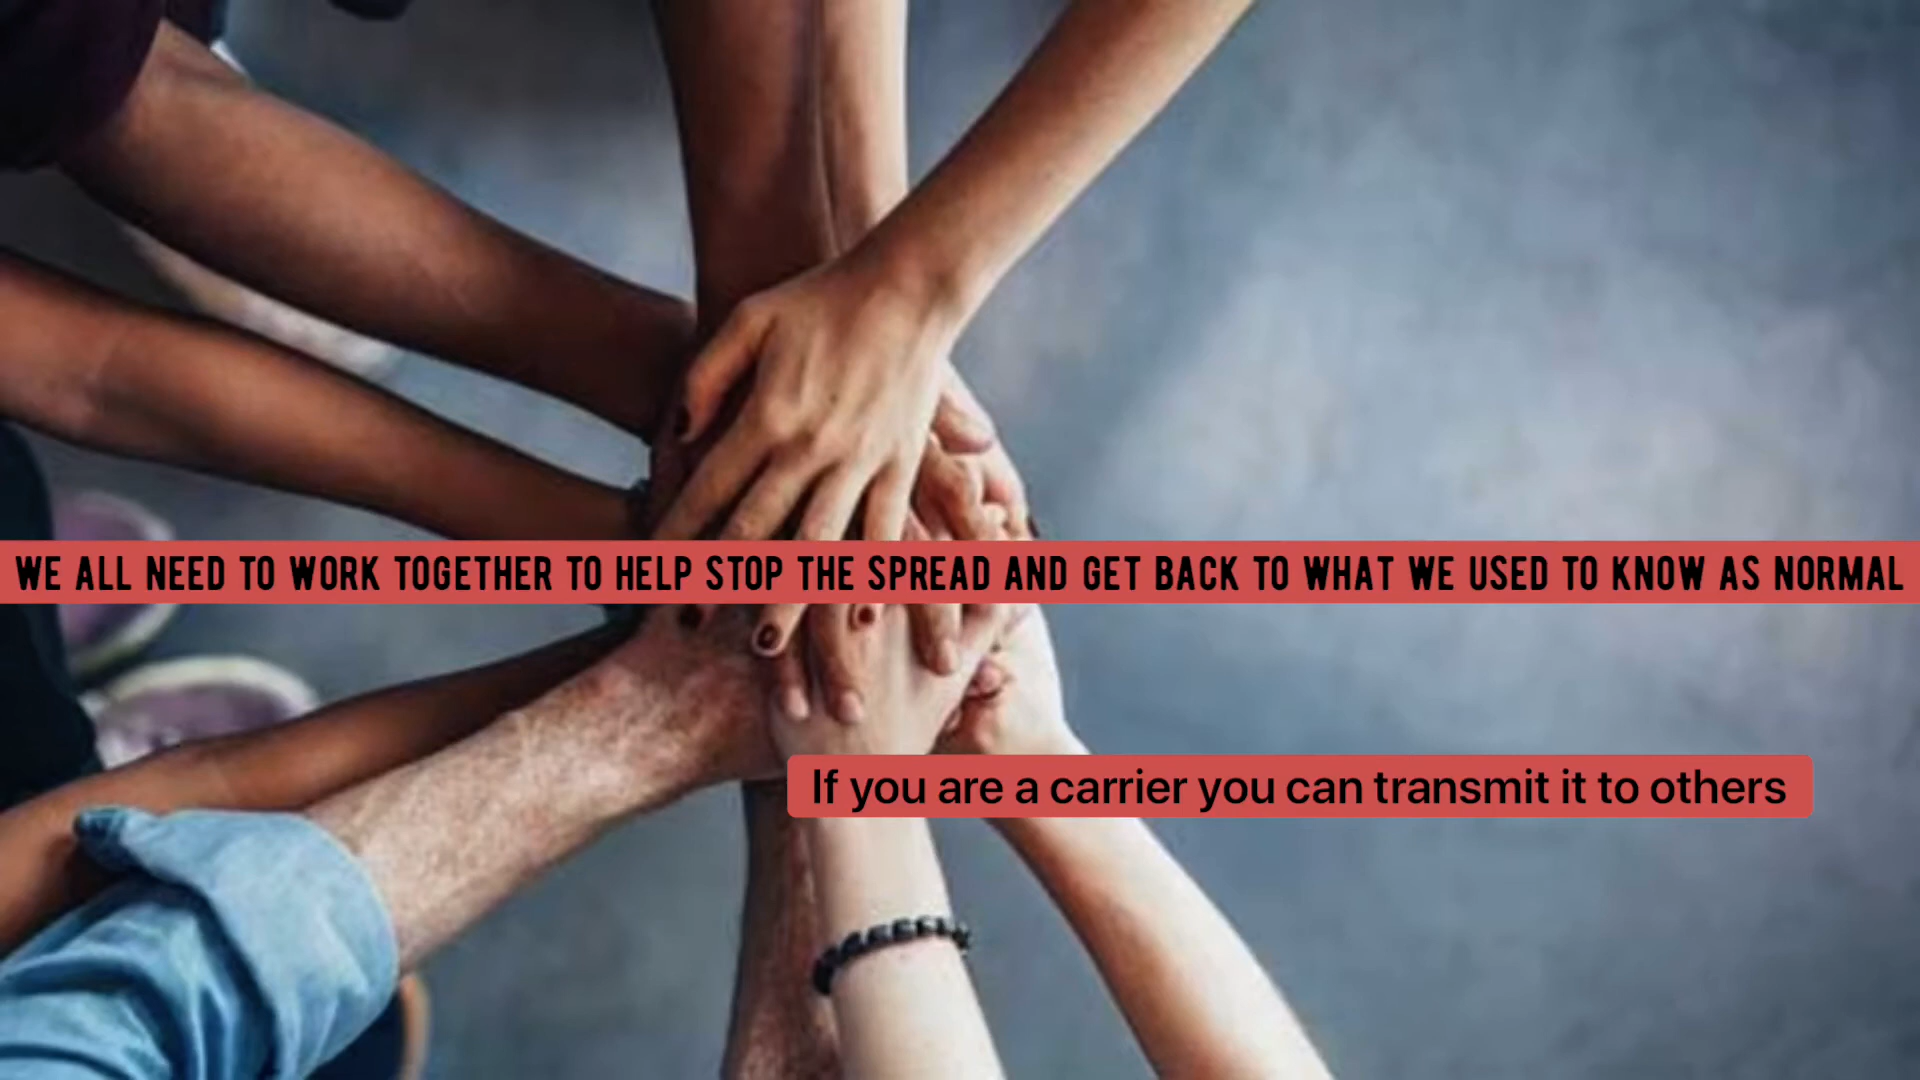 WE ALL NEED TO WORK TOGETHER TO HELP STOP THE SPREAD AND GET BACK TO WHAT WE USED TO KNOW AS NORMAL
If you are a carrier you can transmit it to others